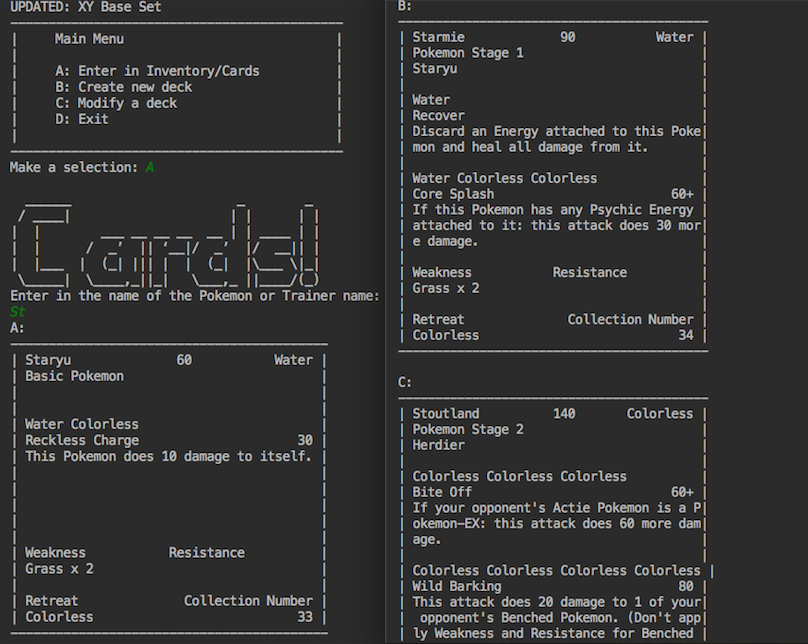 UPDATED: XY Base Set
Main Menu
A: Enter in Inventory/Cards
B: Create new deck
C: Modify a deck
D: Exit
Make a selection: A
Cards!
Enter in the name of the Pokemon or Trainer name:
St
A:
Staryu 60 Water
Basic Pokemon
Water Colorless
Reckless Charge 30
This Pokemon does 10 damage to itself.
Weakness Resistance
Grass x 2
Retreat Collection Number
Colorless 33
B:
Starmie 90 Water
Pokemon Stage 1
Staryu
Water
Recover
Discard an Energy attached to this Poke
mon and heal all damage from it.
Water Colorless Colorless
Core Splash 60+
If this Pokemon has any Psychic Energy
attached to it: this attack does 30 mor
e damage.
Weakness Resistance
Grass x 2
Retreat Collection Number
Colorless 34
C:
Stoutland 140 Colorless
Pokemon Stage 2
Herdier
Colorless Colorless Colorless
Bite Off 60+
If your opponent's Actie Pokemon is a P
okemon-EX: this attack does 60 more dam
age.
Colorless Colorless Colorless Colorless
Wild Barking 80
This attack does 20 damage to 1 of your
opponent's Benched Pokemon. (Don't app
ly Weakness and Resistance for Benched